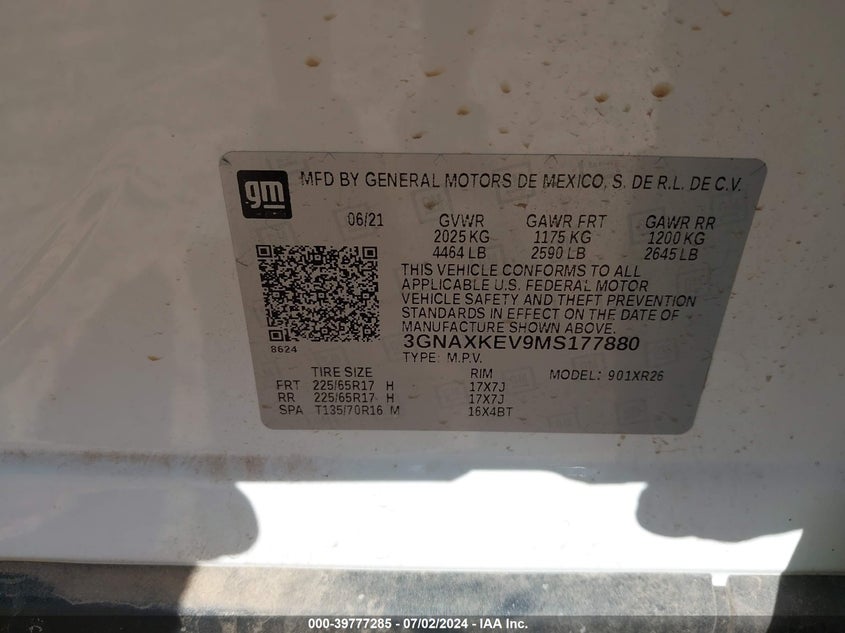 gm MFD BY GENERAL MOTORS DE MEXICO, S. DE R.L. DE C.V.
06/21 GVWR GAWR FRT GAWR RR
2025 KG 1175 KG 1200 KG
4464 LB 2590 LB 2645 LB
THIS VEHICLE CONFORMS TO ALL
APPLICABLE U.S. FEDERAL MOTOR
VEHICLE SAFETY AND THEFT PREVENTION
STANDARDS IN EFFECT ON THE DATE OF
MANUFACTURE SHOWN ABOVE.
8624
3GNAXKEV9MS177880
TYPE: M.P.V.
TIRE SIZE RIM MODEL: 901XR26
FRT 225/65R17 H 17X7J
RR 225/65R17 H 17X7J
SPA T135/70R16 M 16X4BT
000-39777285 - 07/02/2024 - IAA Inc.